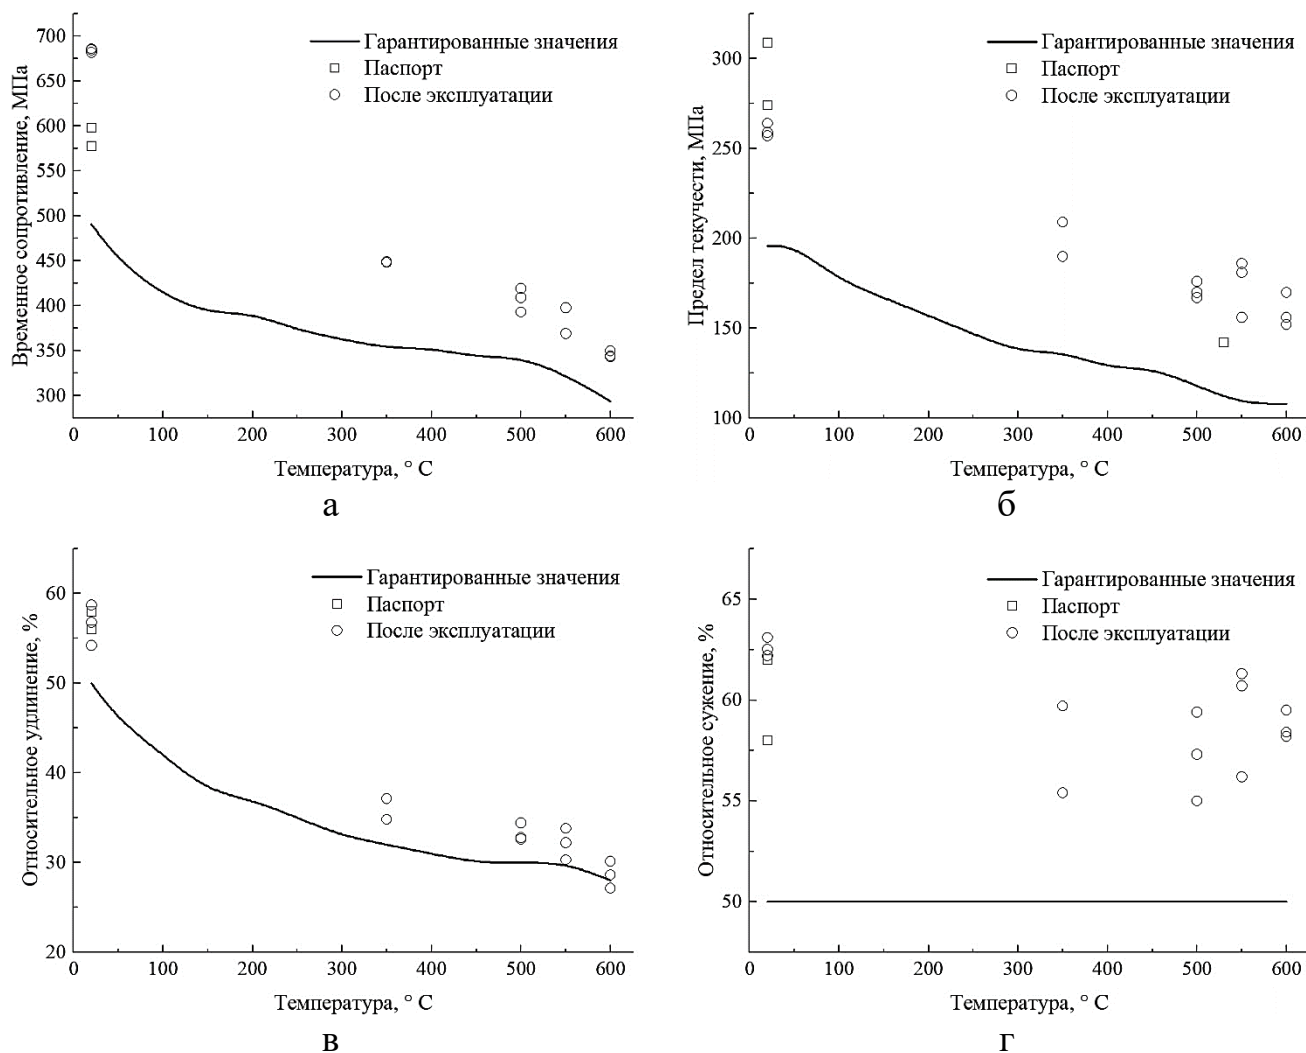 Временное сопротивление, МПа
700
650
600
550
500
450
400
350
300
Гарантированные значения
Паспорт
После эксплуатации
0 100 200 300 400 500 600
Температура, ° С
а
Предел текучести, МПа
300
250
200
150
100
Гарантированные значения
Паспорт
После эксплуатации
0 100 200 300 400 500 600
Температура, ° С
б
Относительное удлинение, %
60
50
40
30
20
Гарантированные значения
Паспорт
После эксплуатации
0 100 200 300 400 500 600
Температура, ° С
в
Относительное сужение, %
65
60
55
50
Гарантированные значения
Паспорт
После эксплуатации
0 100 200 300 400 500 600
Температура, ° С
г